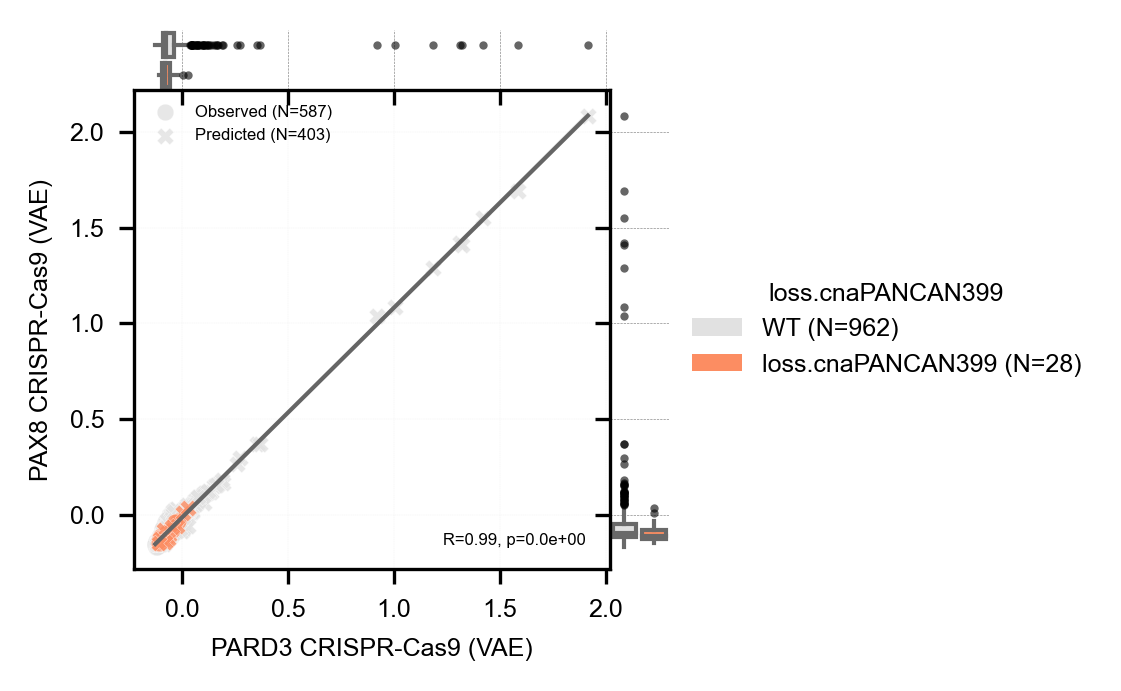 Observed (N=587)
Predicted (N=403)
2.0
1.5
1.0
0.5
0.0
PAX8 CRISPR-Cas9 (VAE)
R=0.99, p=0.0e+00
0.0 0.5 1.0 1.5 2.0
PARD3 CRISPR-Cas9 (VAE)
loss.cnaPANCAN399
WT (N=962)
loss.cnaPANCAN399 (N=28)